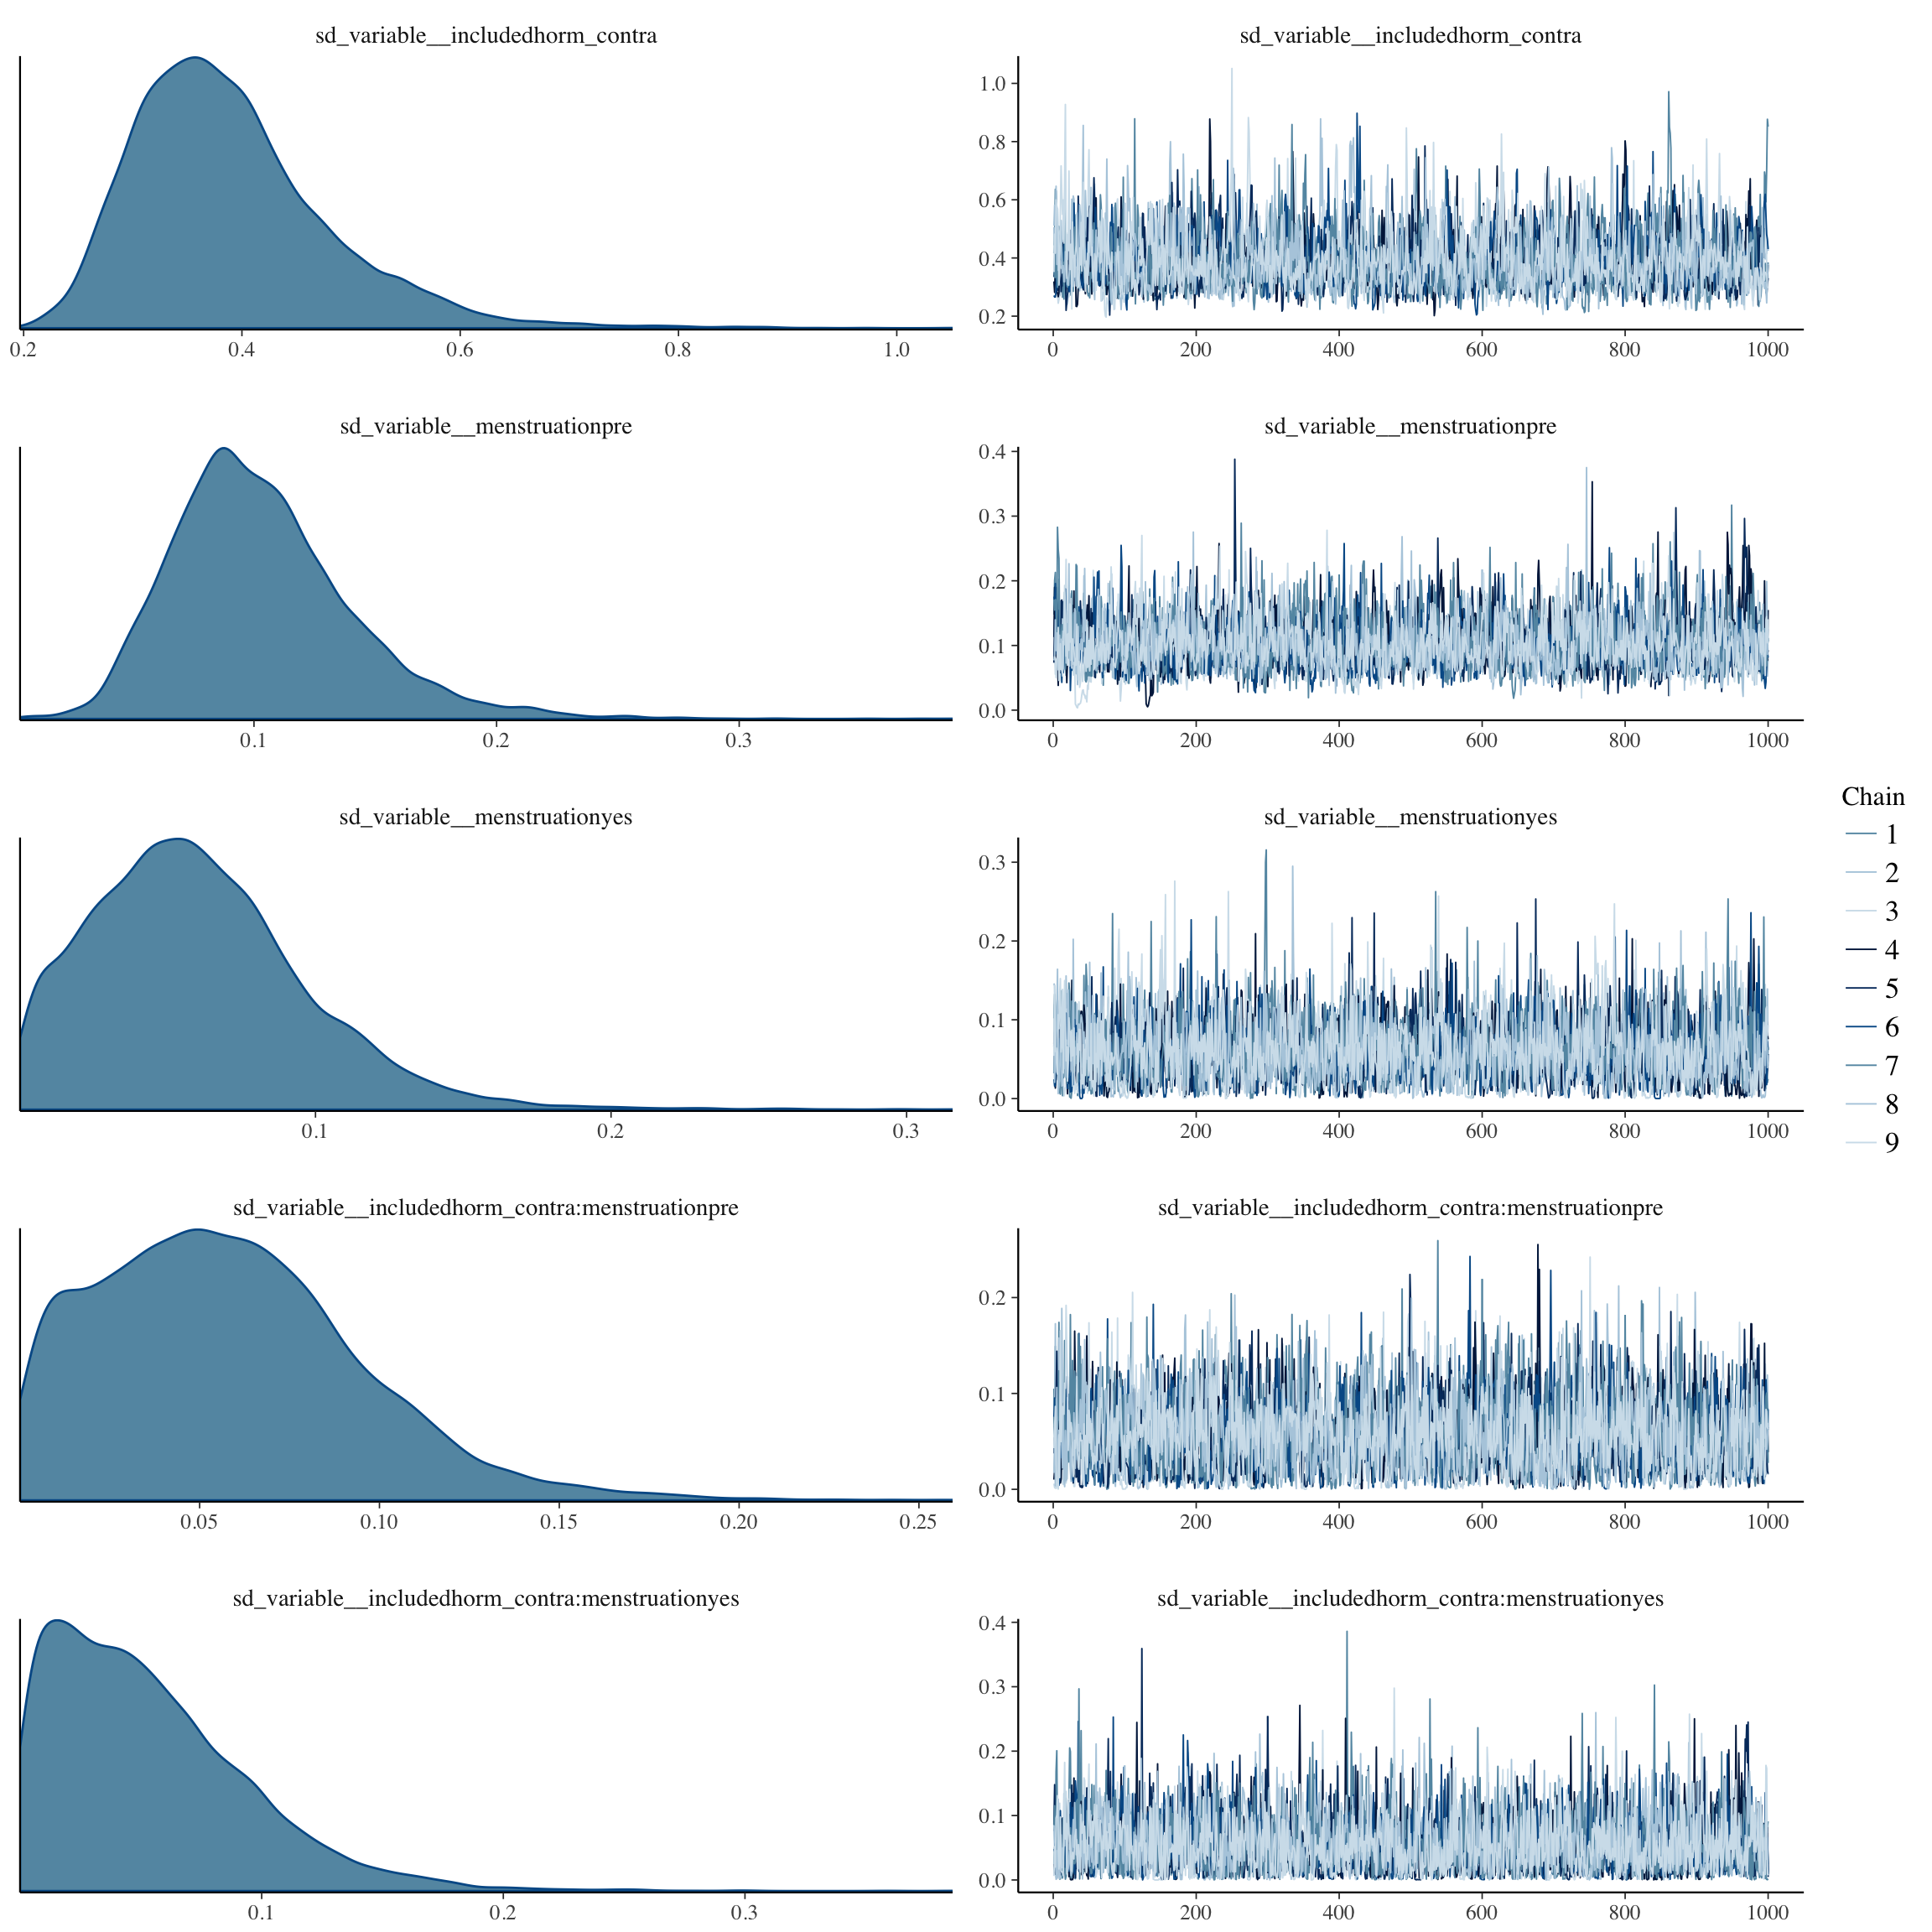 sd_variable__includedhorm_contra
0.2 0.4 0.6 0.8 1.0
sd_variable__includedhorm_contra
1.0
0.8
0.6
0.4
0.2
0 200 400 600 800 1000
sd_variable__menstruationpre
0.1 0.2 0.3
sd_variable__menstruationpre
0.4
0.3
0.2
0.1
0.0
0 200 400 600 800 1000
sd_variable__menstruationyes
0.1 0.2 0.3
sd_variable__menstruationyes
0.3
0.2
0.1
0.0
0 200 400 600 800 1000
sd_variable__includedhorm_contra:menstruationpre
0.05 0.10 0.15 0.20 0.25
sd_variable__includedhorm_contra:menstruationpre
0.2
0.1
0.0
0 200 400 600 800 1000
sd_variable__includedhorm_contra:menstruationyes
0.1 0.2 0.3
sd_variable__includedhorm_contra:menstruationyes
0.4
0.3
0.2
0.1
0.0
0 200 400 600 800 1000
Chain
1
2
3
4
5
6
7
8
9